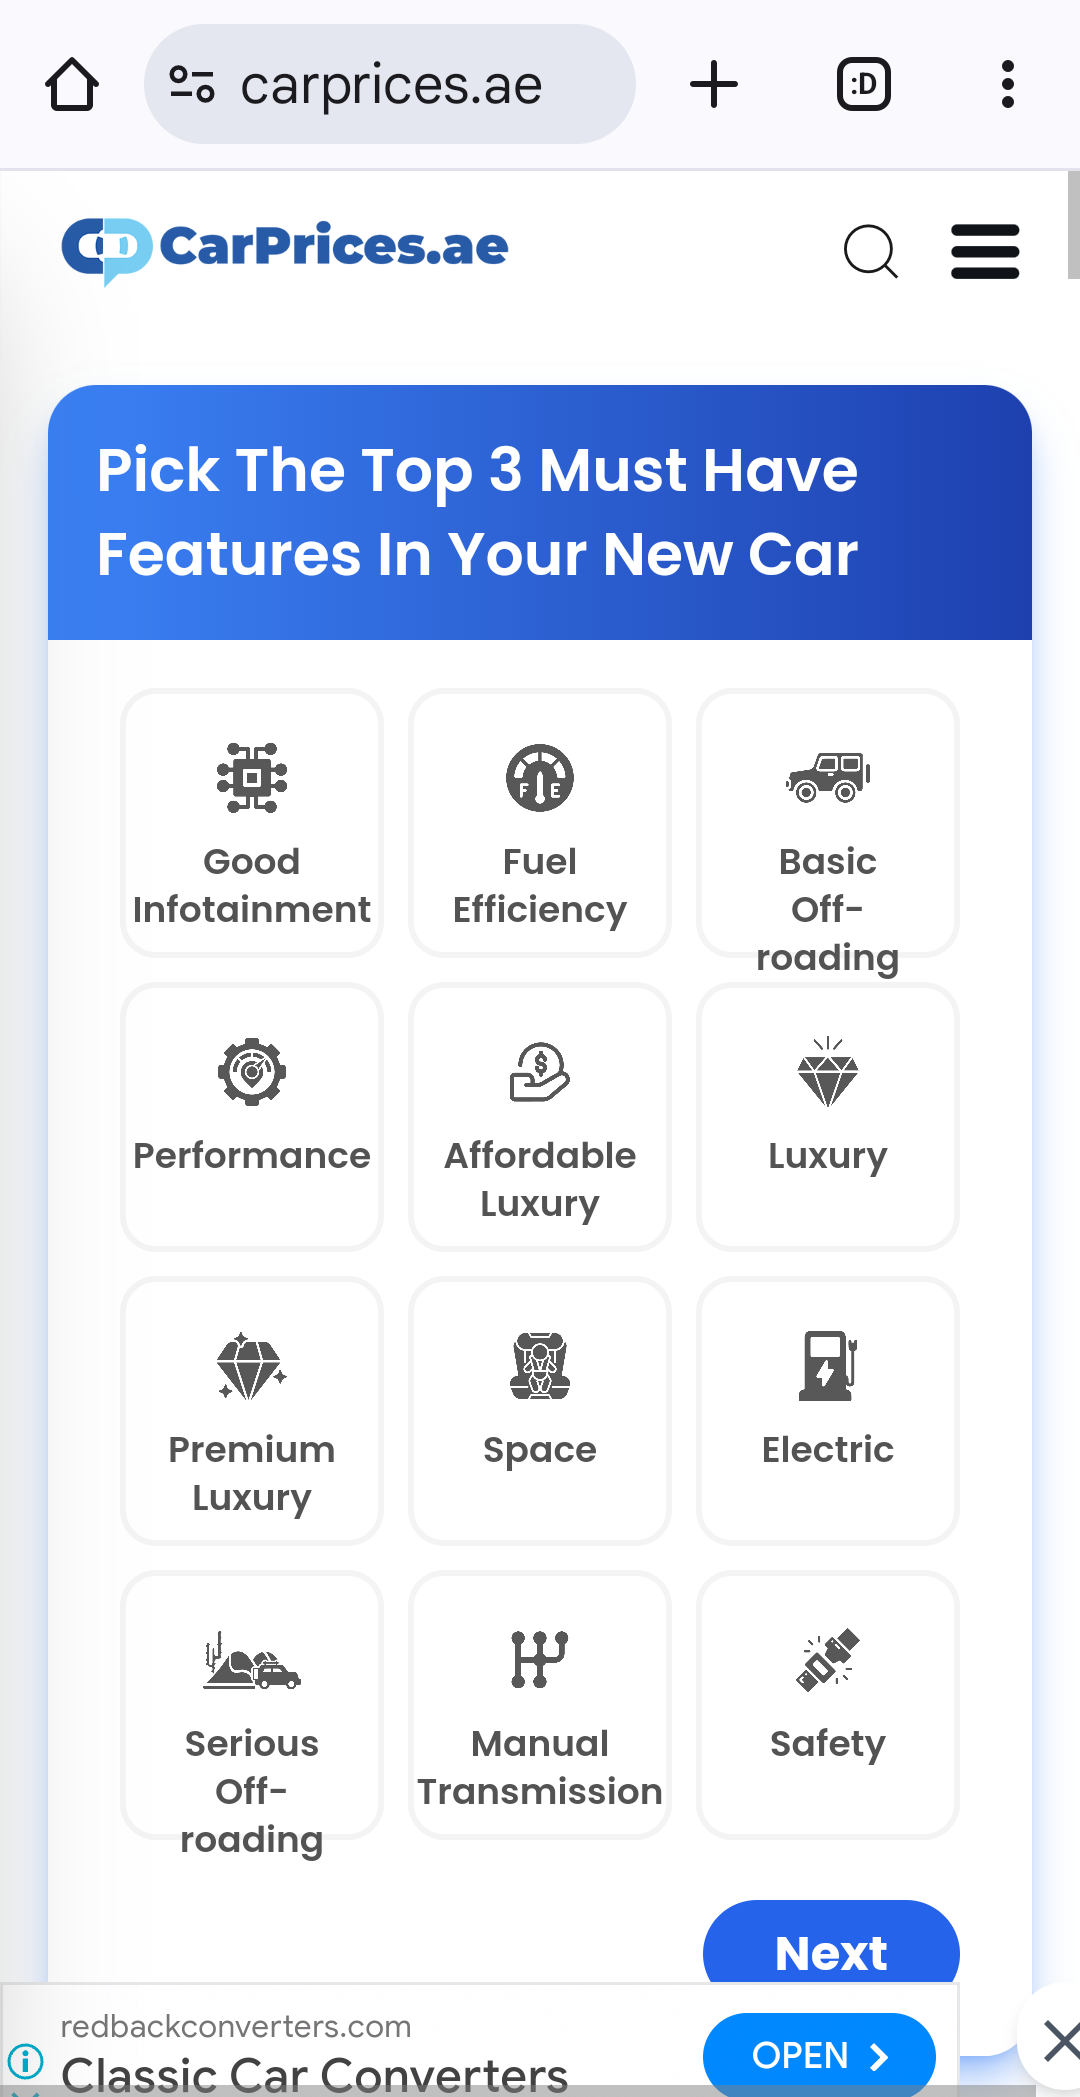 carprices.ae
:D
CarPrices.ae
Pick The Top 3 Must Have
Features In Your New Car
Good
Infotainment
F E
Fuel
Efficiency
Basic
Off-
roading
Performance
$
Affordable
Luxury
Luxury
Premium
Luxury
Space
Electric
Serious
Off-
roading
Manual
Transmission
Safety
Next
redbackconverters.com
Classic Car Converters
OPEN